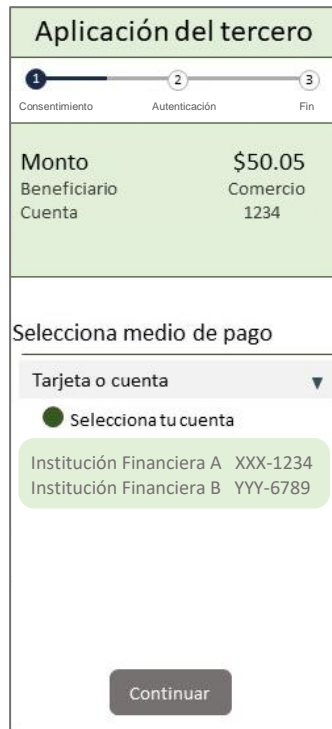 Aplicación del tercero
1 2 3
Consentimiento Autenticación Fin
Monto $50.05
Beneficiario Comercio
Cuenta 1234
Selecciona medio de pago
Tarjeta o cuenta ▼
Selecciona tu cuenta
Institución Financiera A XXX-1234
Institución Financiera B YYY-6789
Continuar